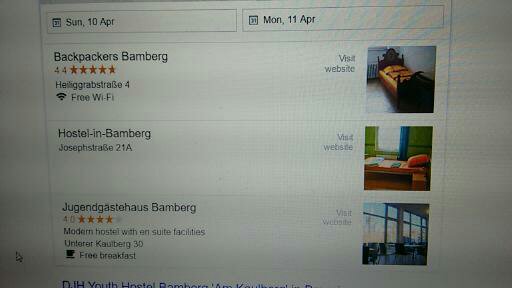 Sun, 10 Apr
Mon, 11 Apr
Backpackers Bamberg
4.4
Visit website
Heiliggrabstraße 4
Free Wi-Fi
Hostel-in-Bamberg
Josephstraße 21A
Visit website
Jugendgästehaus Bamberg
4.0
Visit website
Modern hostel with en suite facilities
Unterer Kaulberg 30
Free breakfast
DJH Youth Hostel Bamberg 'Am Kaulberg' in